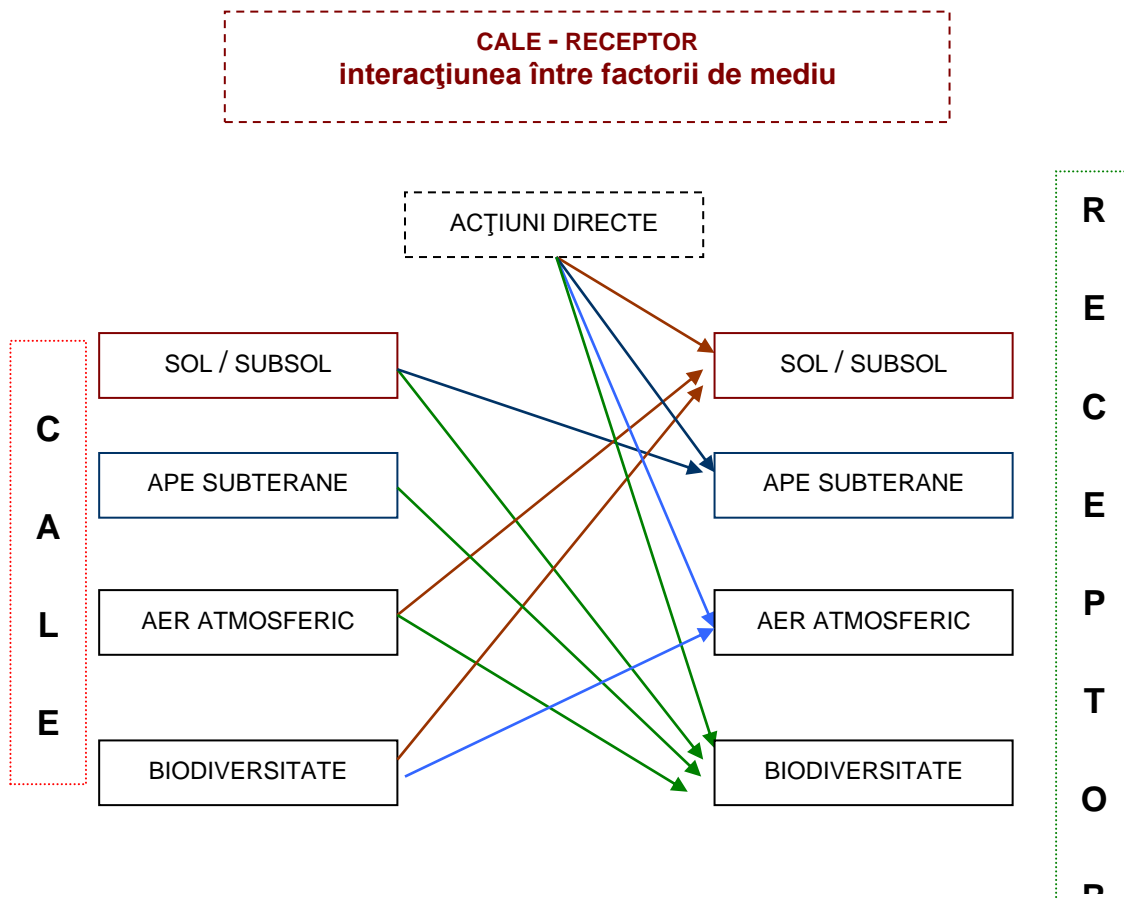 CALE - RECEPTOR
interacţiunea între factorii de mediu
ACŢIUNI DIRECTE
C
A
L
E
SOL / SUBSOL
APE SUBTERANE
AER ATMOSFERIC
BIODIVERSITATE
SOL / SUBSOL
APE SUBTERANE
AER ATMOSFERIC
BIODIVERSITATE
R
E
C
E
P
T
O
R